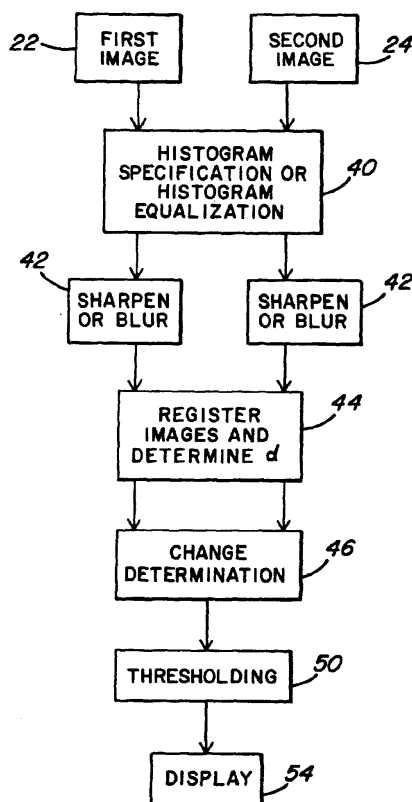 22
FIRST
IMAGE
SECOND
IMAGE
24
HISTOGRAM
SPECIFICATION OR
HISTOGRAM
EQUALIZATION
40
42
SHARPEN
OR BLUR
SHARPEN
OR BLUR
42
REGISTER
IMAGES AND
DETERMINE d
44
CHANGE
DETERMINATION
46
THRESHOLDING
50
DISPLAY
54